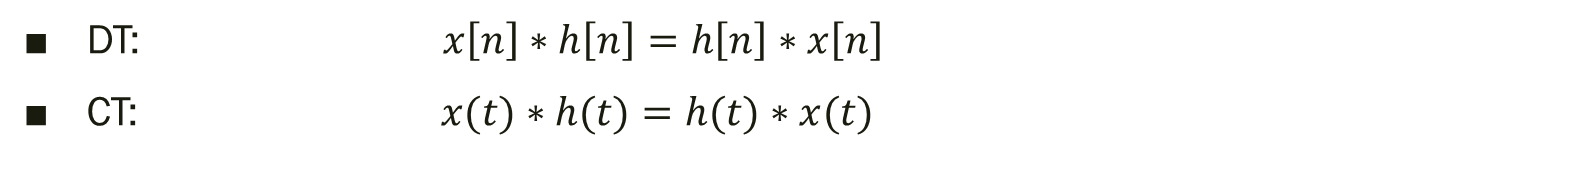 ■ DT: x[n] ∗ h[n] = h[n] ∗ x[n]
■ CT: x(t) ∗ h(t) = h(t) ∗ x(t)